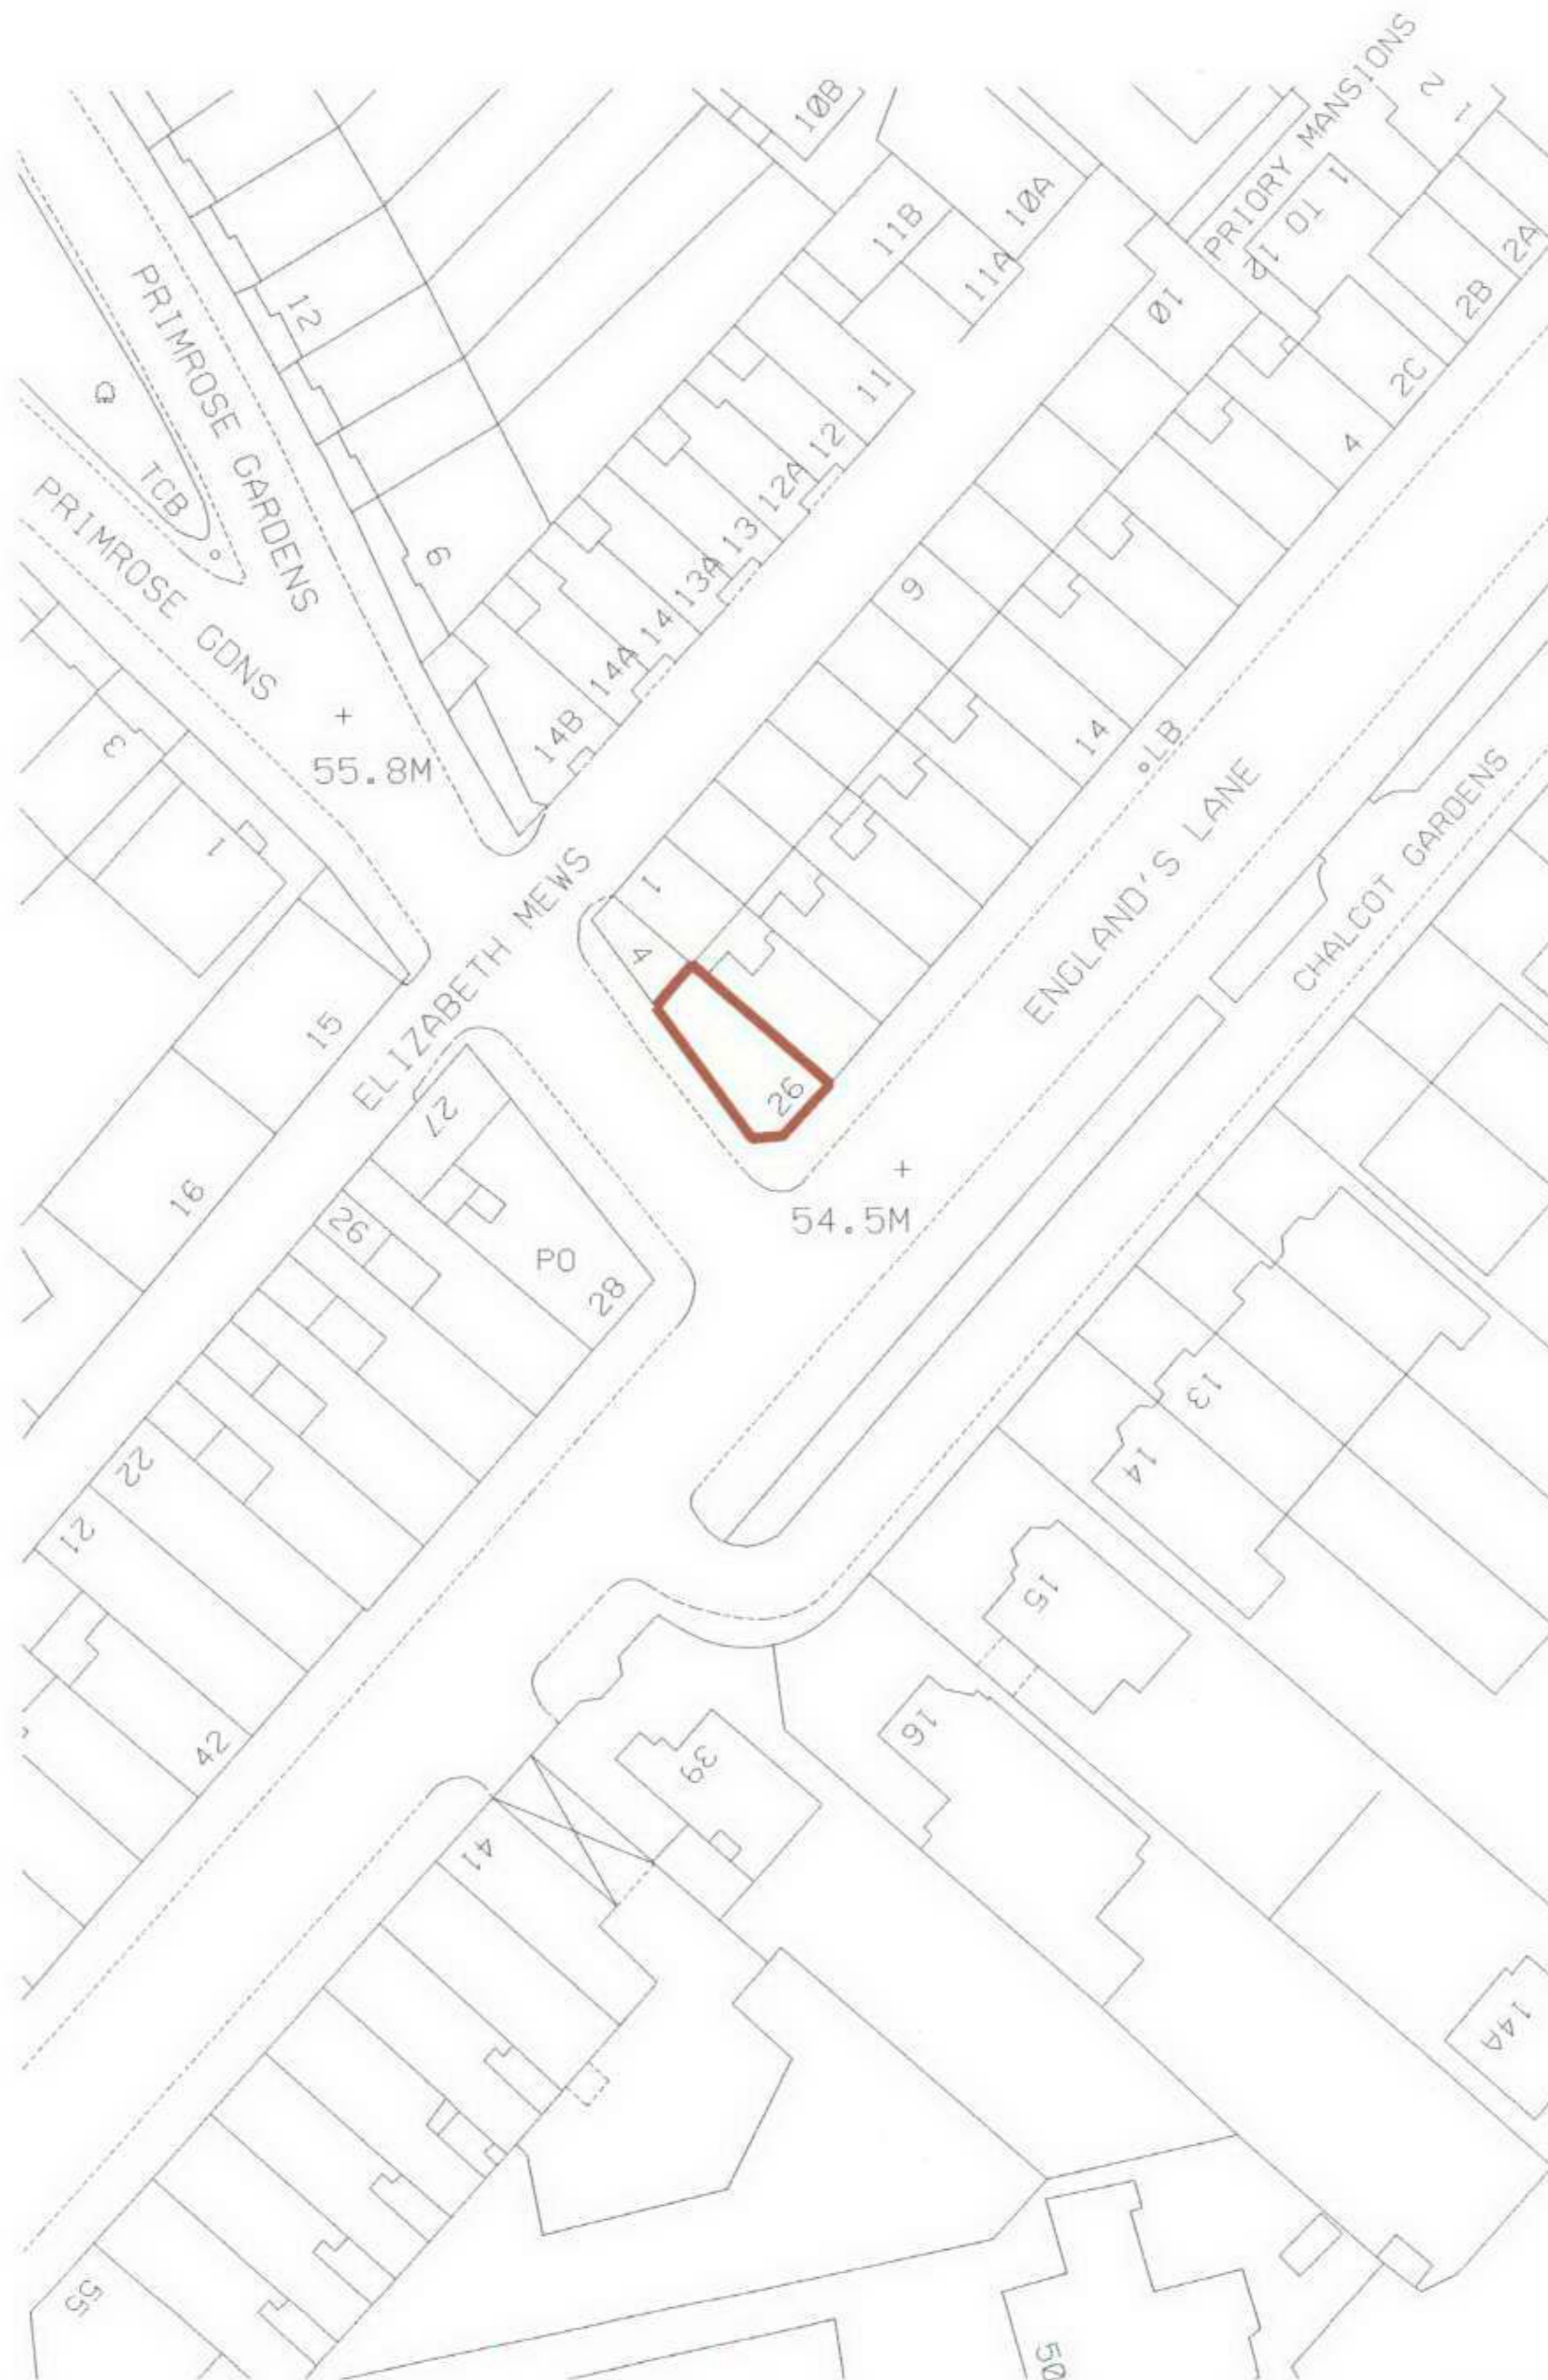 PRIORY MANSIONS
1 TO 12
2
1
10B
11B
10A
11A
10
2A
2B
2C
4
PRIMROSE GARDENS
12
TCB
PRIMROSE GDNS
6
11
12
12A
13
13A
14
14A
14B
9
3
55.8M
14
LB
1
ENGLAND'S LANE
CHALCOT GARDENS
ELIZABETH MEWS
1
4
15
26
27
16
26
PO
28
54.5M
13
14
22
21
15
42
39
16
41
14A
55
50